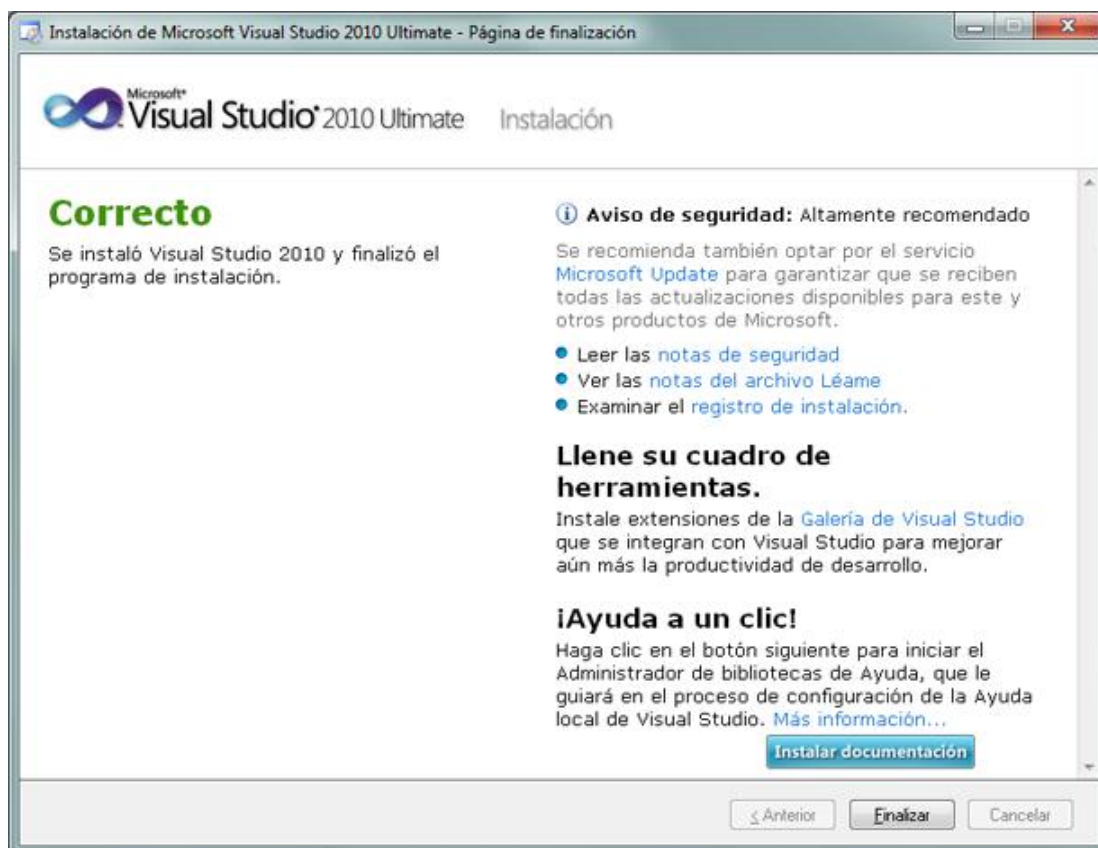 Instalación de Microsoft Visual Studio 2010 Ultimate - Página de finalización
Microsoft®
Visual Studio® 2010 Ultimate Instalación
Correcto
Se instaló Visual Studio 2010 y finalizó el
programa de instalación.
Aviso de seguridad: Altamente recomendado
Se recomienda también optar por el servicio
Microsoft Update para garantizar que se reciben
todas las actualizaciones disponibles para este y
otros productos de Microsoft.
Leer las notas de seguridad
Ver las notas del archivo Léame
Examinar el registro de instalación.
Llene su cuadro de
herramientas.
Instale extensiones de la Galería de Visual Studio
que se integran con Visual Studio para mejorar
aún más la productividad de desarrollo.
¡Ayuda a un clic!
Haga clic en el botón siguiente para iniciar el
Administrador de bibliotecas de Ayuda, que le
guiará en el proceso de configuración de la Ayuda
local de Visual Studio. Más información...
Instalar documentación
< Anterior Finalizar Cancelar